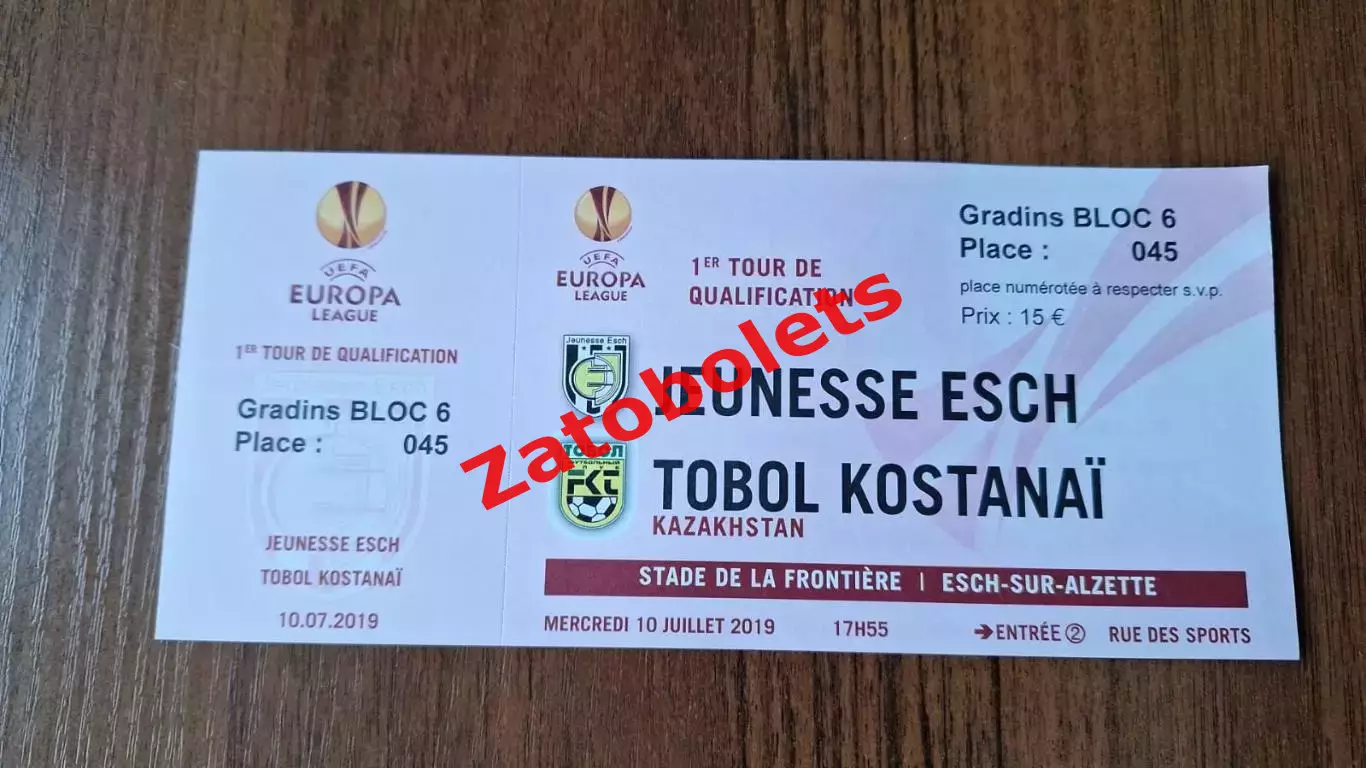 UEFA
EUROPA
LEAGUE
1ER TOUR DE QUALIFICATION
Gradins BLOC 6
Place : 045
JEUNESSE ESCH
TOBOL KOSTANAÏ
10.07.2019
UEFA
EUROPA
LEAGUE
1ER TOUR DE
QUALIFICATION
Gradins BLOC 6
Place : 045
place numérotée à respecter s.v.p.
Prix : 15 €
Jeunesse Esch
JEUNESSE ESCH
ТОБОЛ
ФУТБОЛЬНЫЙ
FKT
TOBOL KOSTANAÏ
KAZAKHSTAN
STADE DE LA FRONTIÈRE | ESCH-SUR-ALZETTE
MERCREDI 10 JUILLET 2019 17H55 ➔ENTRÉE ② RUE DES SPORTS
Zatobolets